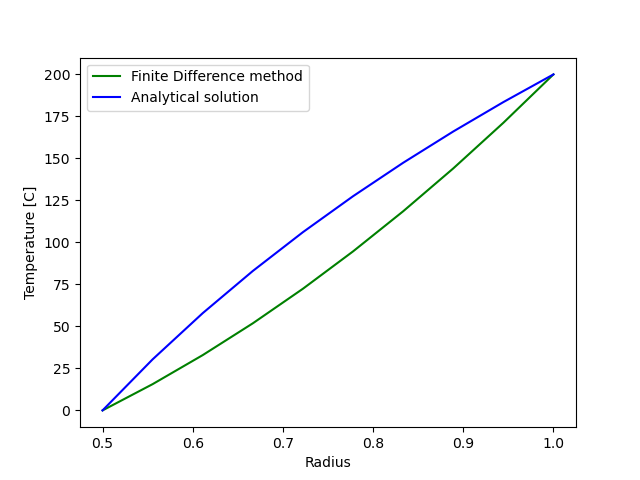 Finite Difference method
Analytical solution
200
175
150
125
100
75
50
25
0
Temperature [C]
0.5 0.6 0.7 0.8 0.9 1.0
Radius